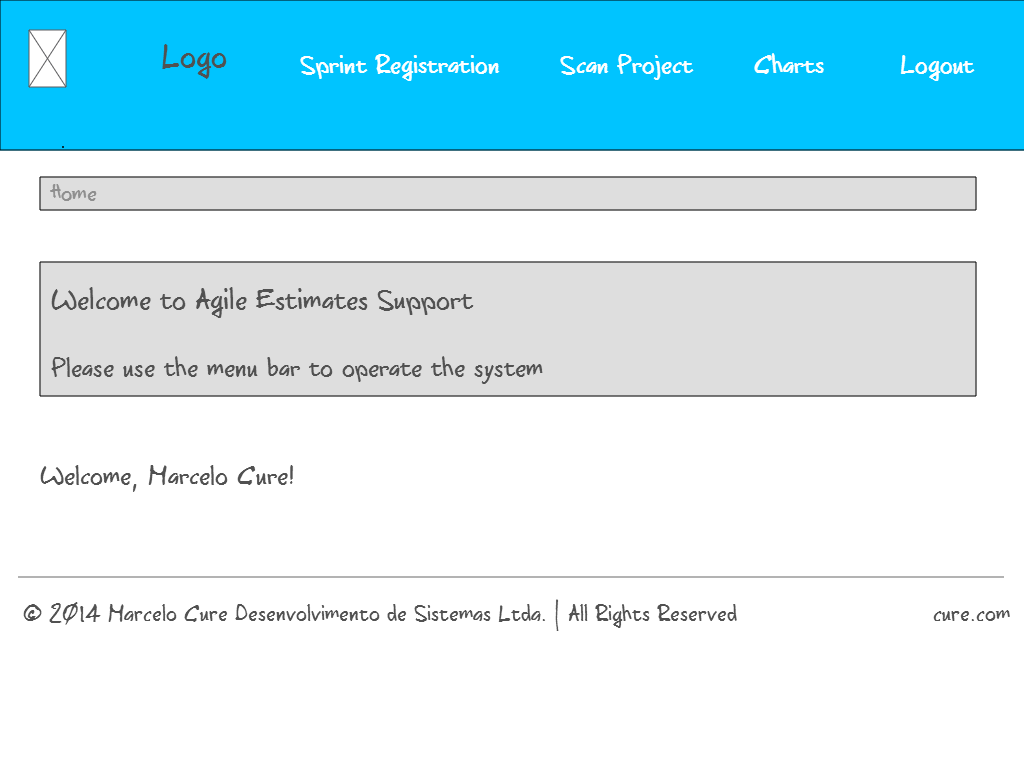 Logo Sprint Registration Scan Project Charts Logout
Home
Welcome to Agile Estimates Support
Please use the menu bar to operate the system
Welcome, Marcelo Cure!
© 2014 Marcelo Cure Desenvolvimento de Sistemas Ltda. | All Rights Reserved cure.com